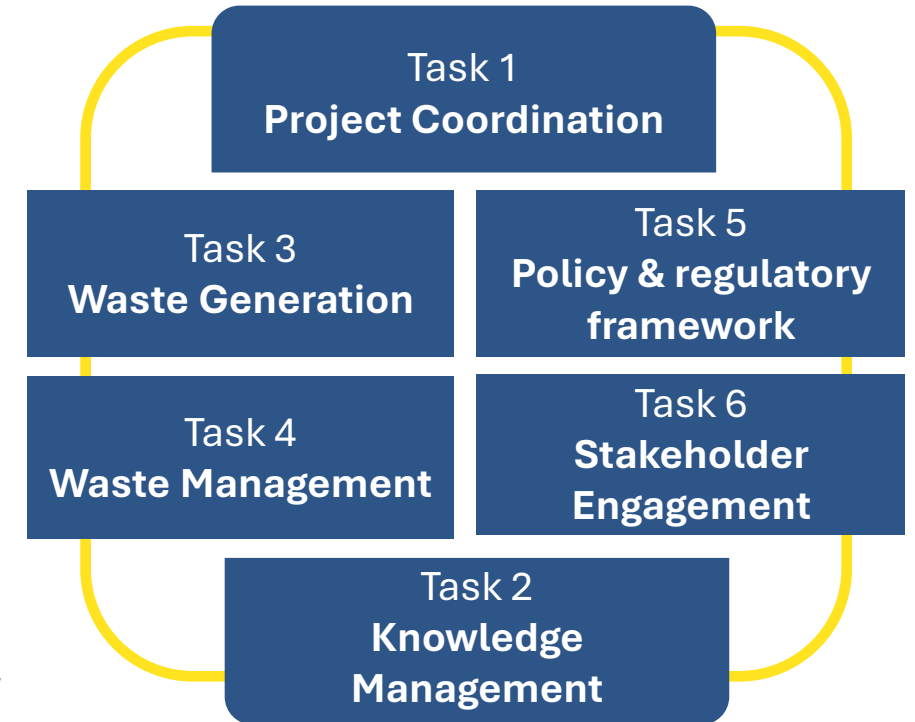 Task 1
Project Coordination
Task 3
Waste Generation
Task 5
Policy & regulatory
framework
Task 4
Waste Management
Task 6
Stakeholder
Engagement
Task 2
Knowledge
Management